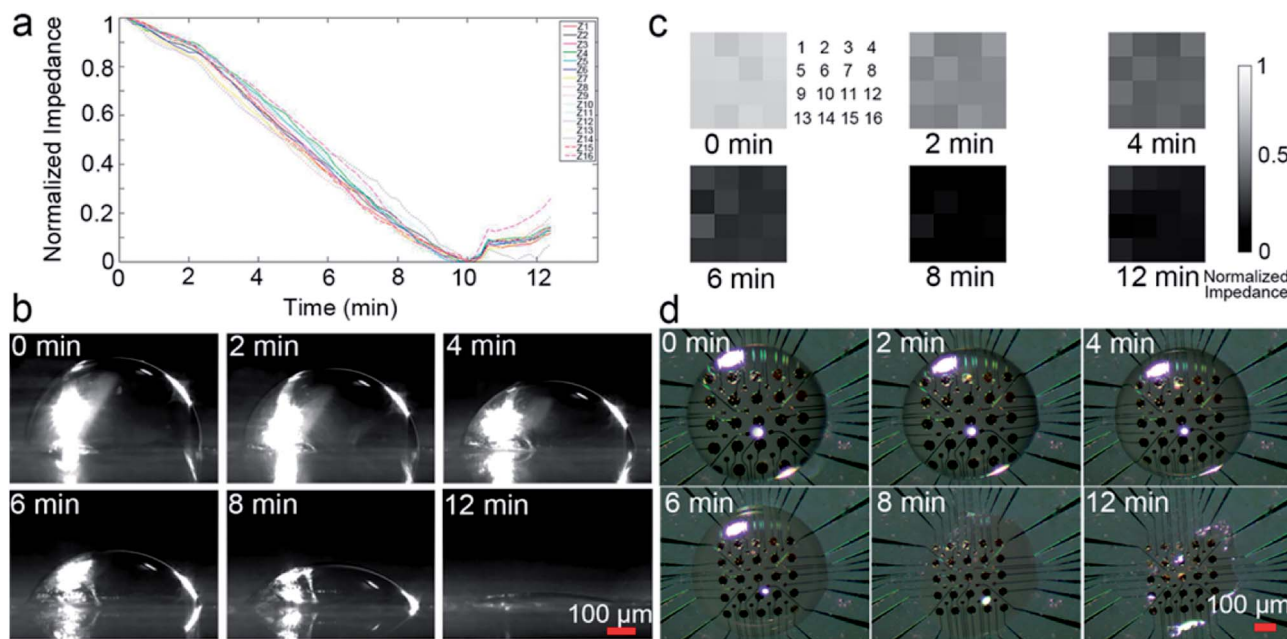 a
Normalized Impedance
1
0.8
0.6
0.4
0.2
0
0 2 4 6 8 10 12
Time (min)
Z1
Z2
Z3
Z4
Z5
Z6
Z7
Z8
Z9
Z10
Z11
Z12
Z13
Z14
Z15
Z16
c
1 2 3 4
5 6 7 8
9 10 11 12
13 14 15 16
0 min
2 min
4 min
6 min
8 min
12 min
1
0.5
0
Normalized
Impedance
b
0 min
2 min
4 min
6 min
8 min
12 min
100 µm
d
0 min
2 min
4 min
6 min
8 min
12 min
100 µm